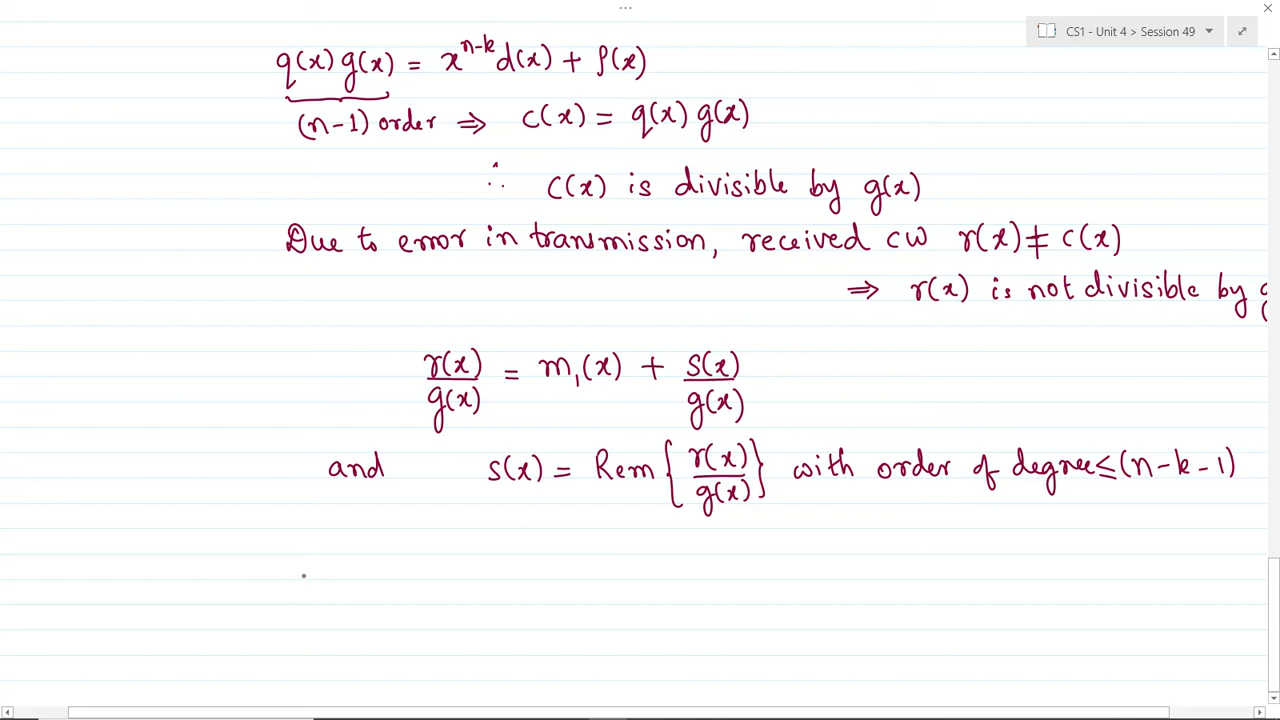 CS1 - Unit 4 > Session 49
q(x) g(x) = x^{n-k} d(x) + ρ(x)
(n-1) order ⇒ c(x) = q(x) g(x)
∴ c(x) is divisible by g(x)
Due to error in transmission, received cw r(x) ≠ c(x)
⇒ r(x) is not divisible by g(
r(x)/g(x) = m₁(x) + s(x)/g(x)
and s(x) = Rem { r(x)/g(x) } with order of degree ≤ (n-k-1)